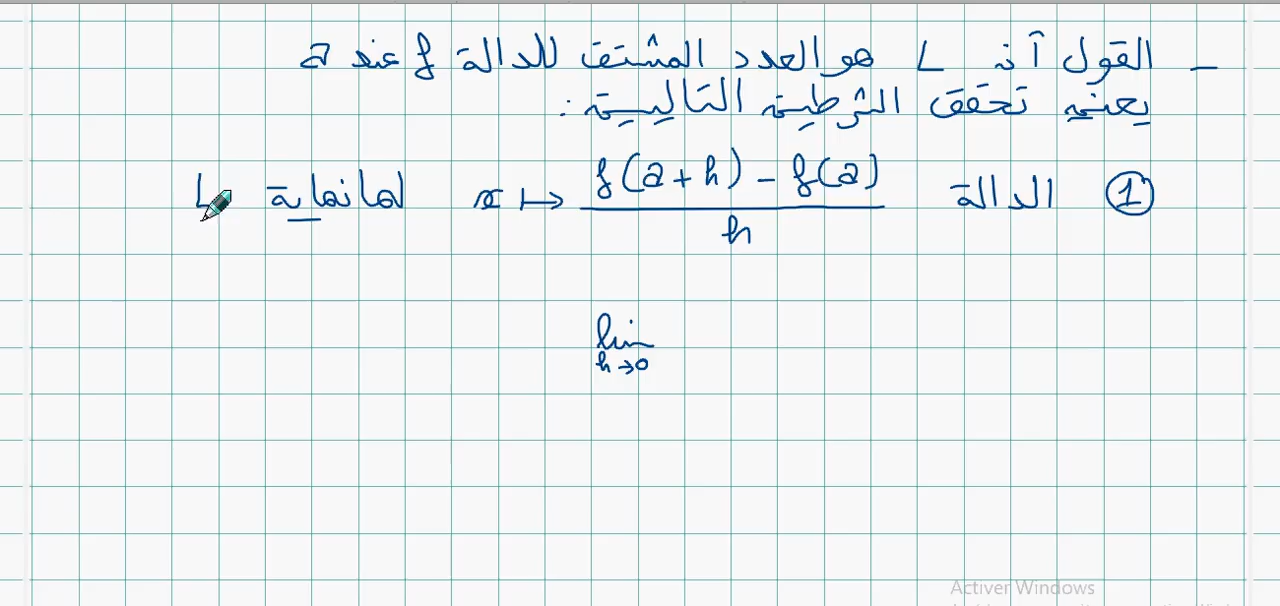 _ القول أن L هو العدد المشتق للدالة f عند a
يعني تحقق الشرطية التالية :
① الدالة x ↦ (f(a+h) - f(a))/h لها نهاية L
lim h→0
Activer Windows